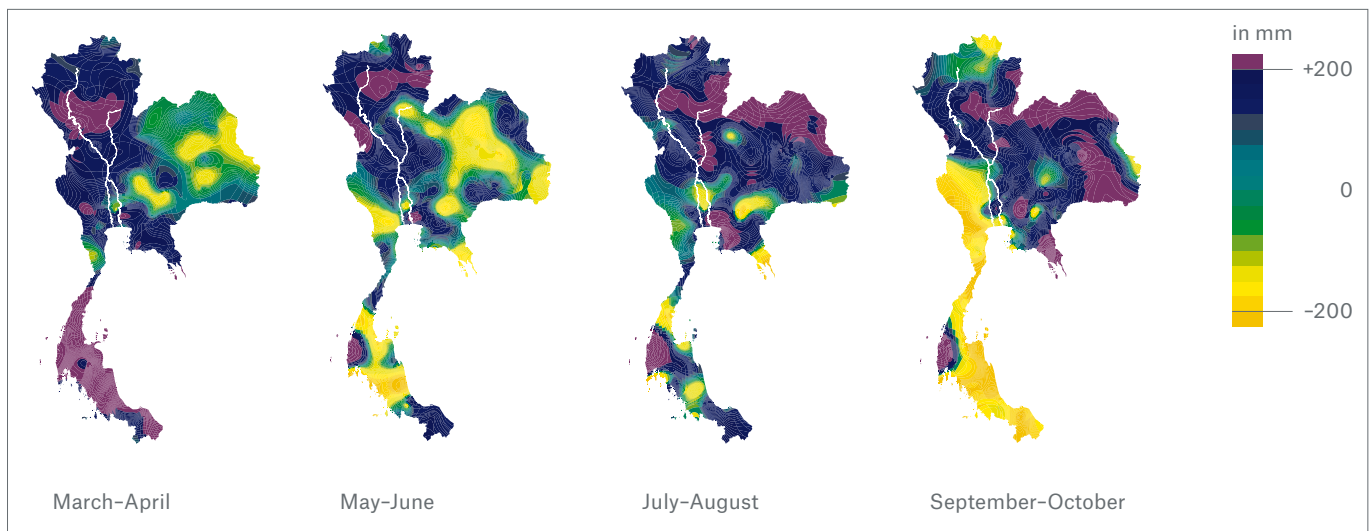 in mm
+200
0
−200
March–April
May–June
July–August
September–October